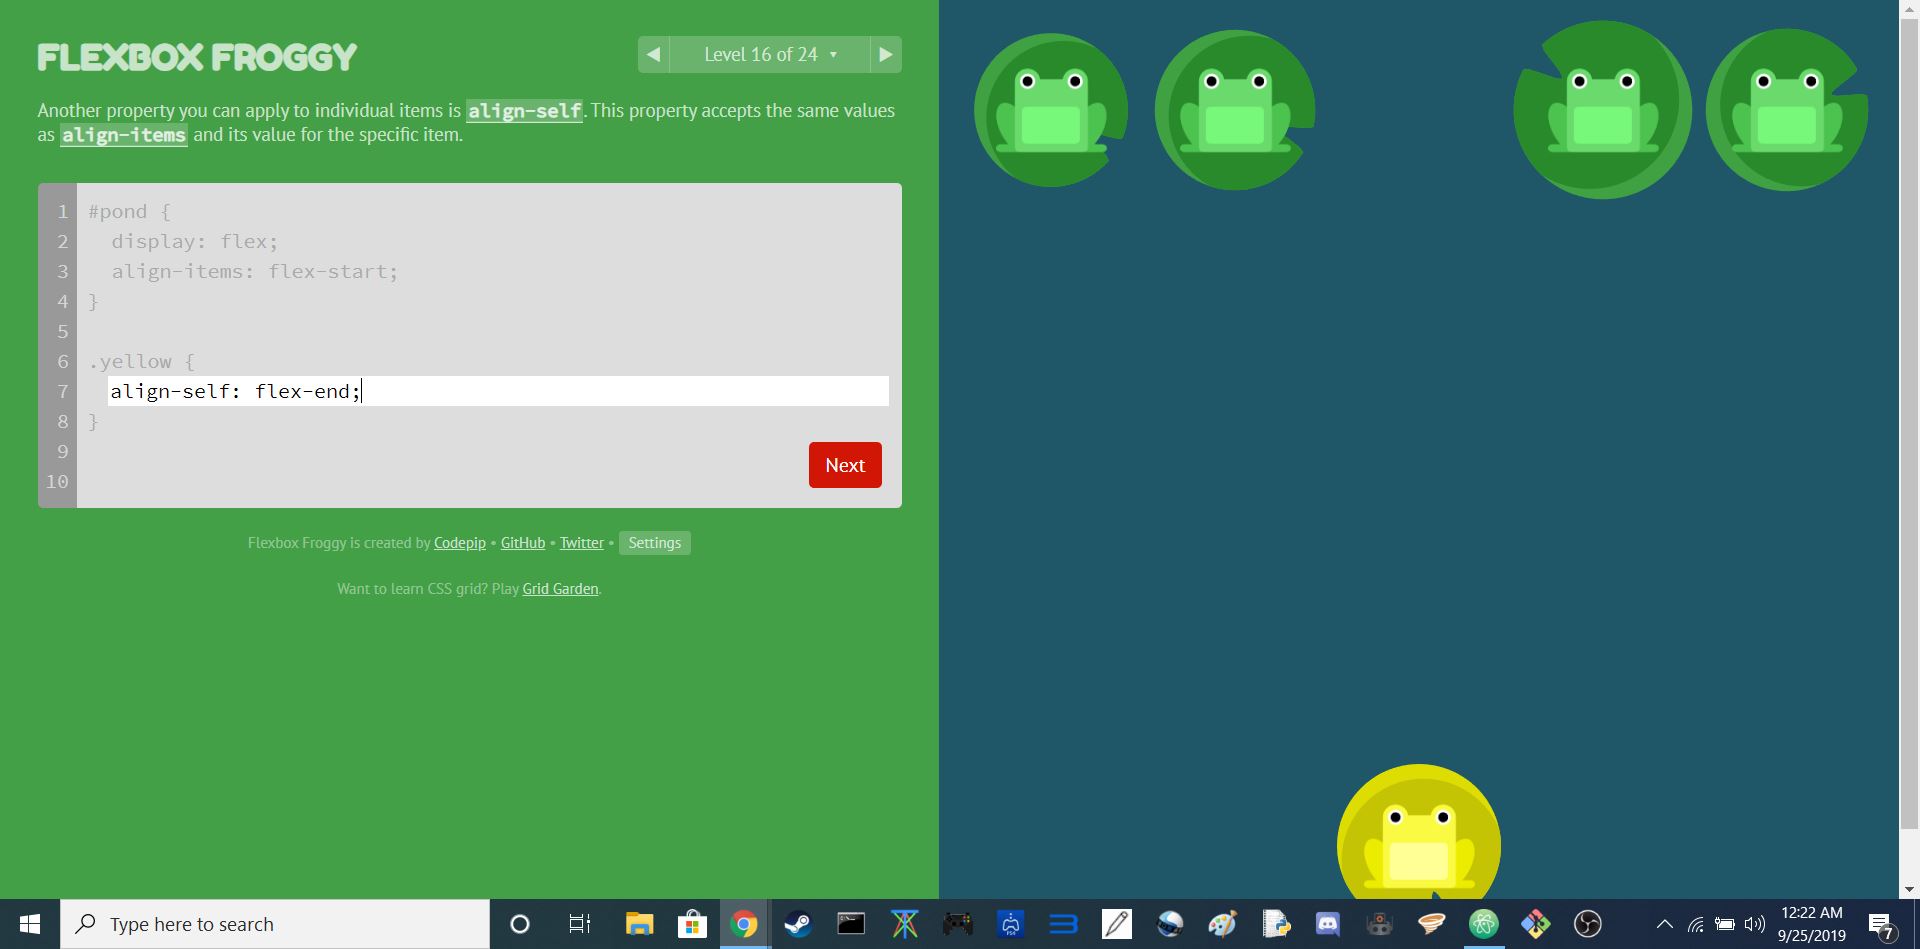 FLEXBOX FROGGY
Level 16 of 24
Another property you can apply to individual items is align-self. This property accepts the same values
as align-items and its value for the specific item.
1 #pond {
2 display: flex;
3 align-items: flex-start;
4 }
5
6 .yellow {
7 align-self: flex-end;
8 }
9
10
Next
Flexbox Froggy is created by Codepip • GitHub • Twitter • Settings
Want to learn CSS grid? Play Grid Garden.
Type here to search
PS4
12:22 AM
9/25/2019
7